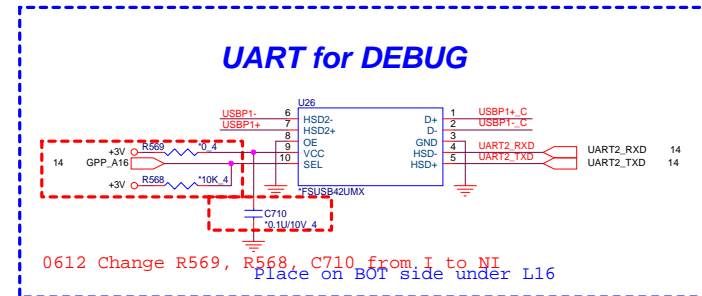 UART for DEBUG
U26
USBP1- 6 HSD2- D+ 1 USBP1+_C
USBP1+ 7 HSD2+ D- 2 USBP1-_C
8 OE GND 3
+3V R569 *0_4 9 VCC HSD- 4 UART2_RXD UART2_RXD 14
14 GPP_A16 10 SEL HSD+ 5 UART2_TXD UART2_TXD 14
+3V R568 *10K_4
*FSUSB42UMX
C710
*0.1U/10V_4
0612 Change R569, R568, C710 from I to NI
Place on BOT side under L16